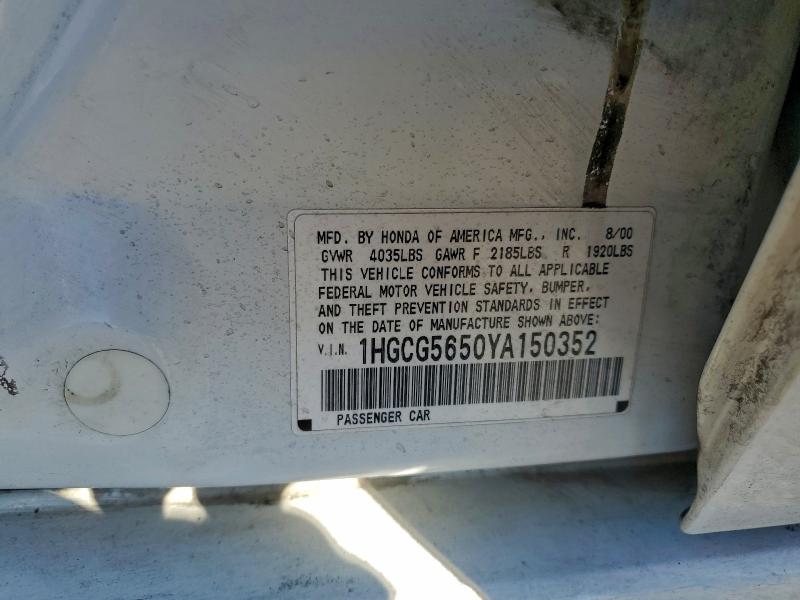 MFD. BY HONDA OF AMERICA MFG., INC. 8/00
GVWR 4035LBS GAWR F 2185LBS R 1920LBS
THIS VEHICLE CONFORMS TO ALL APPLICABLE
FEDERAL MOTOR VEHICLE SAFETY, BUMPER,
AND THEFT PREVENTION STANDARDS IN EFFECT
ON THE DATE OF MANUFACTURE SHOWN ABOVE:
V.I.N. 1HGCG5650YA150352
PASSENGER CAR